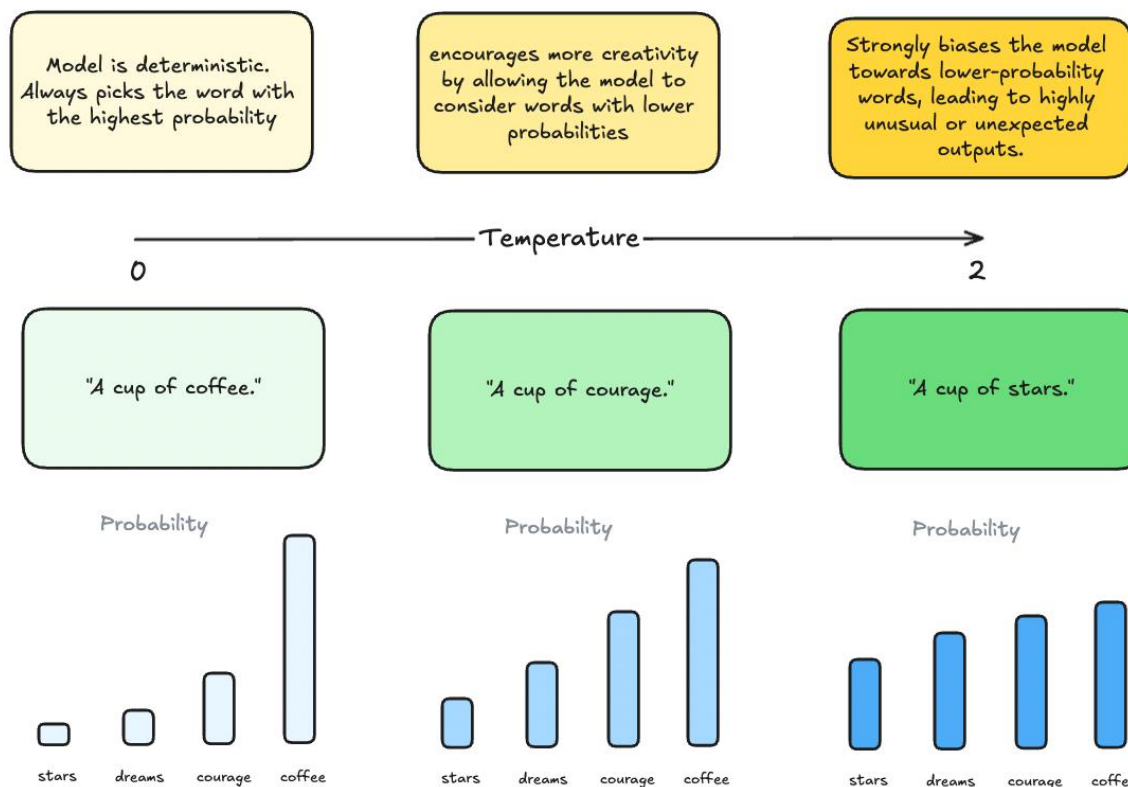 Model is deterministic.
Always picks the word with
the highest probability
encourages more creativity
by allowing the model to
consider words with lower
probabilities
Strongly biases the model
towards lower-probability
words, leading to highly
unusual or unexpected
outputs.
Temperature
0
2
"A cup of coffee."
"A cup of courage."
"A cup of stars."
Probability
stars dreams courage coffee
Probability
stars dreams courage coffee
Probability
stars dreams courage coffe